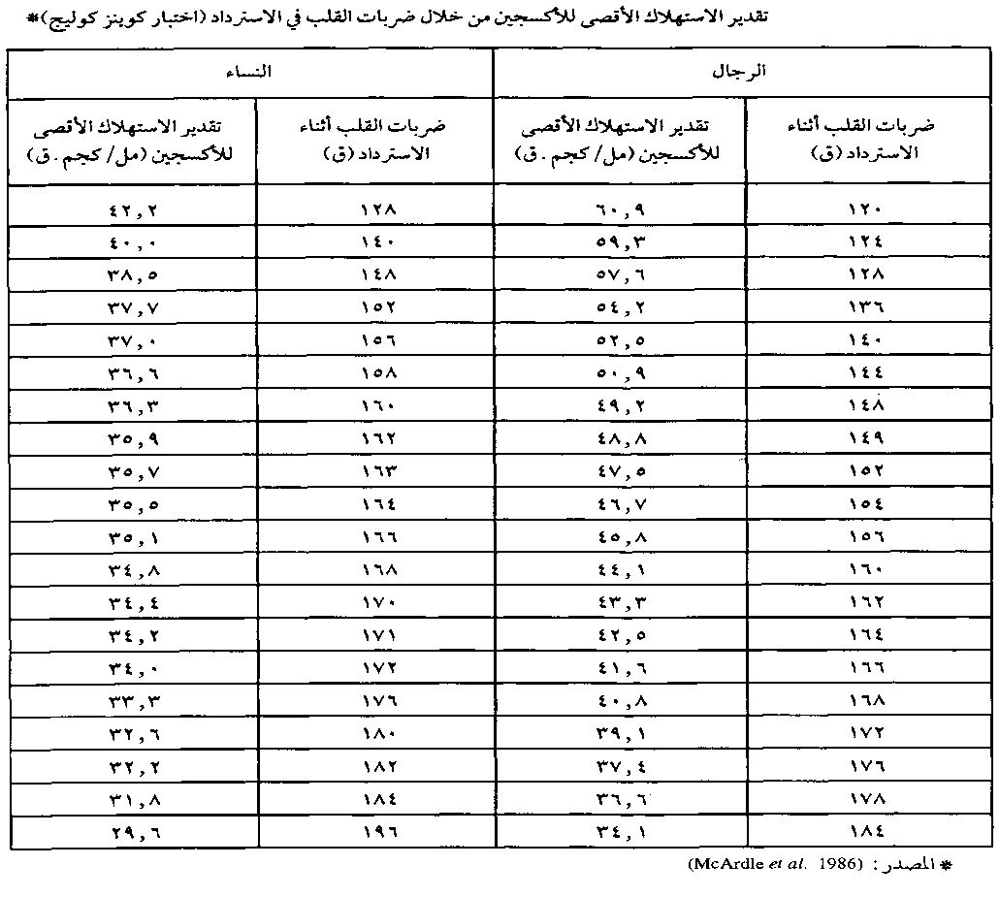 تقدير الاستهلاك الأقصى للأكسجين من خلال ضربات القلب في الاسترداد (اختبار كوينز كوليج)*
الرجال النساء
ضربات القلب أثناء الاسترداد (ق) تقدير الاستهلاك الأقصى للأكسجين (مل/ كجم . ق) ضربات القلب أثناء الاسترداد (ق) تقدير الاستهلاك الأقصى للأكسجين (مل/ كجم . ق)
١٢٠ ٦٠,٩ ١٢٨ ٤٢,٢
١٢٤ ٥٩,٣ ١٤٠ ٤٠,٠
١٢٨ ٥٧,٦ ١٤٨ ٣٨,٥
١٣٦ ٥٤,٢ ١٥٢ ٣٧,٧
١٤٠ ٥٢,٥ ١٥٦ ٣٧,٠
١٤٤ ٥٠,٩ ١٥٨ ٣٦,٦
١٤٨ ٤٩,٢ ١٦٠ ٣٦,٣
١٤٩ ٤٨,٨ ١٦٢ ٣٥,٩
١٥٢ ٤٧,٥ ١٦٣ ٣٥,٧
١٥٤ ٤٦,٧ ١٦٤ ٣٥,٥
١٥٦ ٤٥,٨ ١٦٦ ٣٥,١
١٦٠ ٤٤,١ ١٦٨ ٣٤,٨
١٦٢ ٤٣,٣ ١٧٠ ٣٤,٤
١٦٤ ٤٢,٥ ١٧١ ٣٤,٢
١٦٦ ٤١,٦ ١٧٢ ٣٤,٠
١٦٨ ٤٠,٨ ١٧٦ ٣٣,٣
١٧٢ ٣٩,١ ١٨٠ ٣٢,٦
١٧٦ ٣٧,٤ ١٨٢ ٣٢,٢
١٧٨ ٣٦,٦ ١٨٤ ٣١,٨
١٨٤ ٣٤,١ ١٩٦ ٢٩,٦
* المصدر: (McArdle et al. 1986)